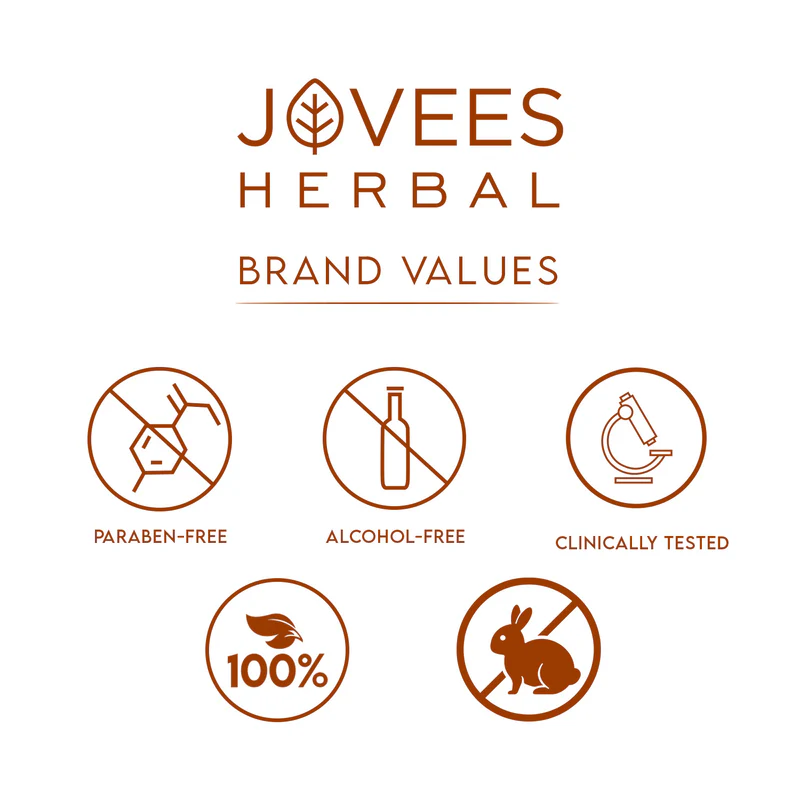 JOVEES
HERBAL
BRAND VALUES
PARABEN-FREE
ALCOHOL-FREE
CLINICALLY TESTED
100%